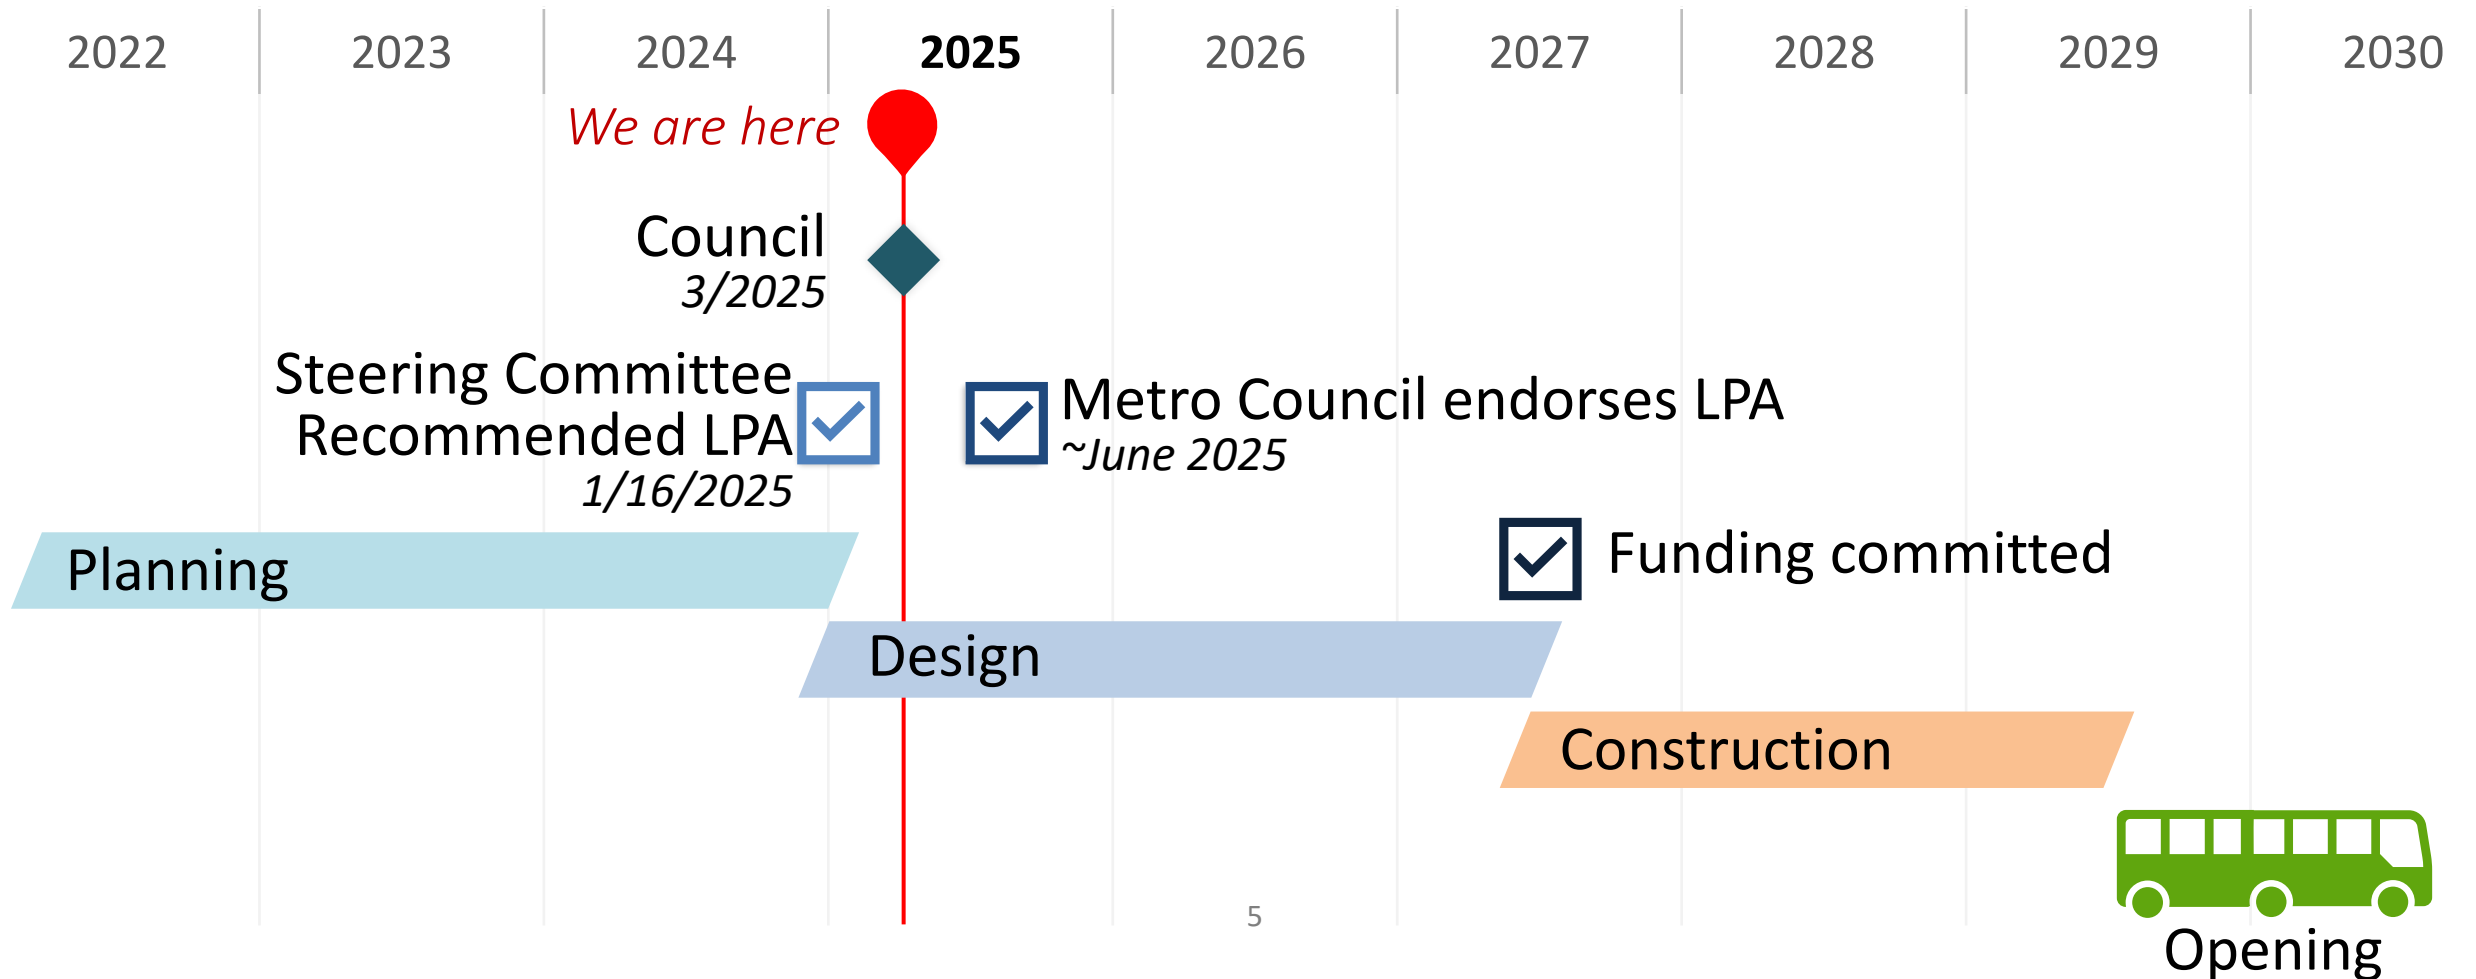 2022 2023 2024 2025 2026 2027 2028 2029 2030
We are here
Council
3/2025
Steering Committee
Recommended LPA
1/16/2025
Metro Council endorses LPA
~June 2025
Funding committed
Planning
Design
Construction
Opening
5